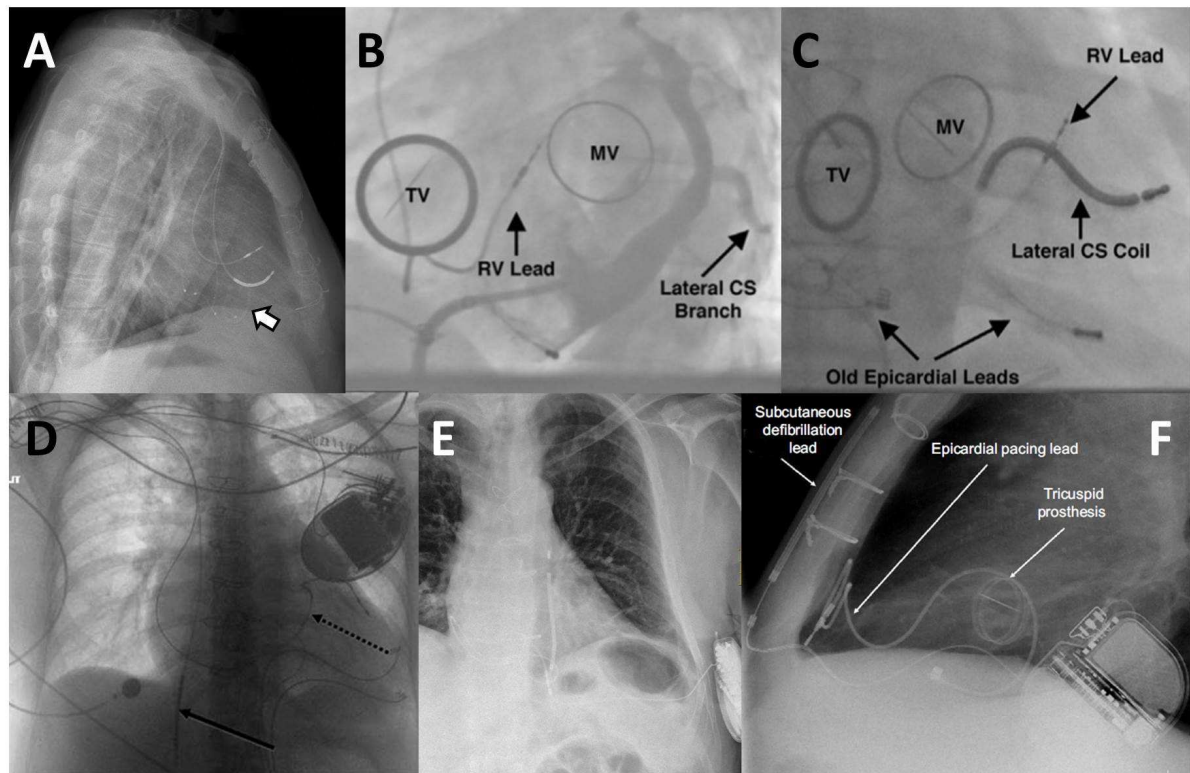 A
B
TV
MV
RV Lead
Lateral CS
Branch
C
RV Lead
MV
TV
Lateral CS Coil
Old Epicardial Leads
D
E
F
Subcutaneous
defibrillation
lead
Epicardial pacing lead
Tricuspid
prosthesis